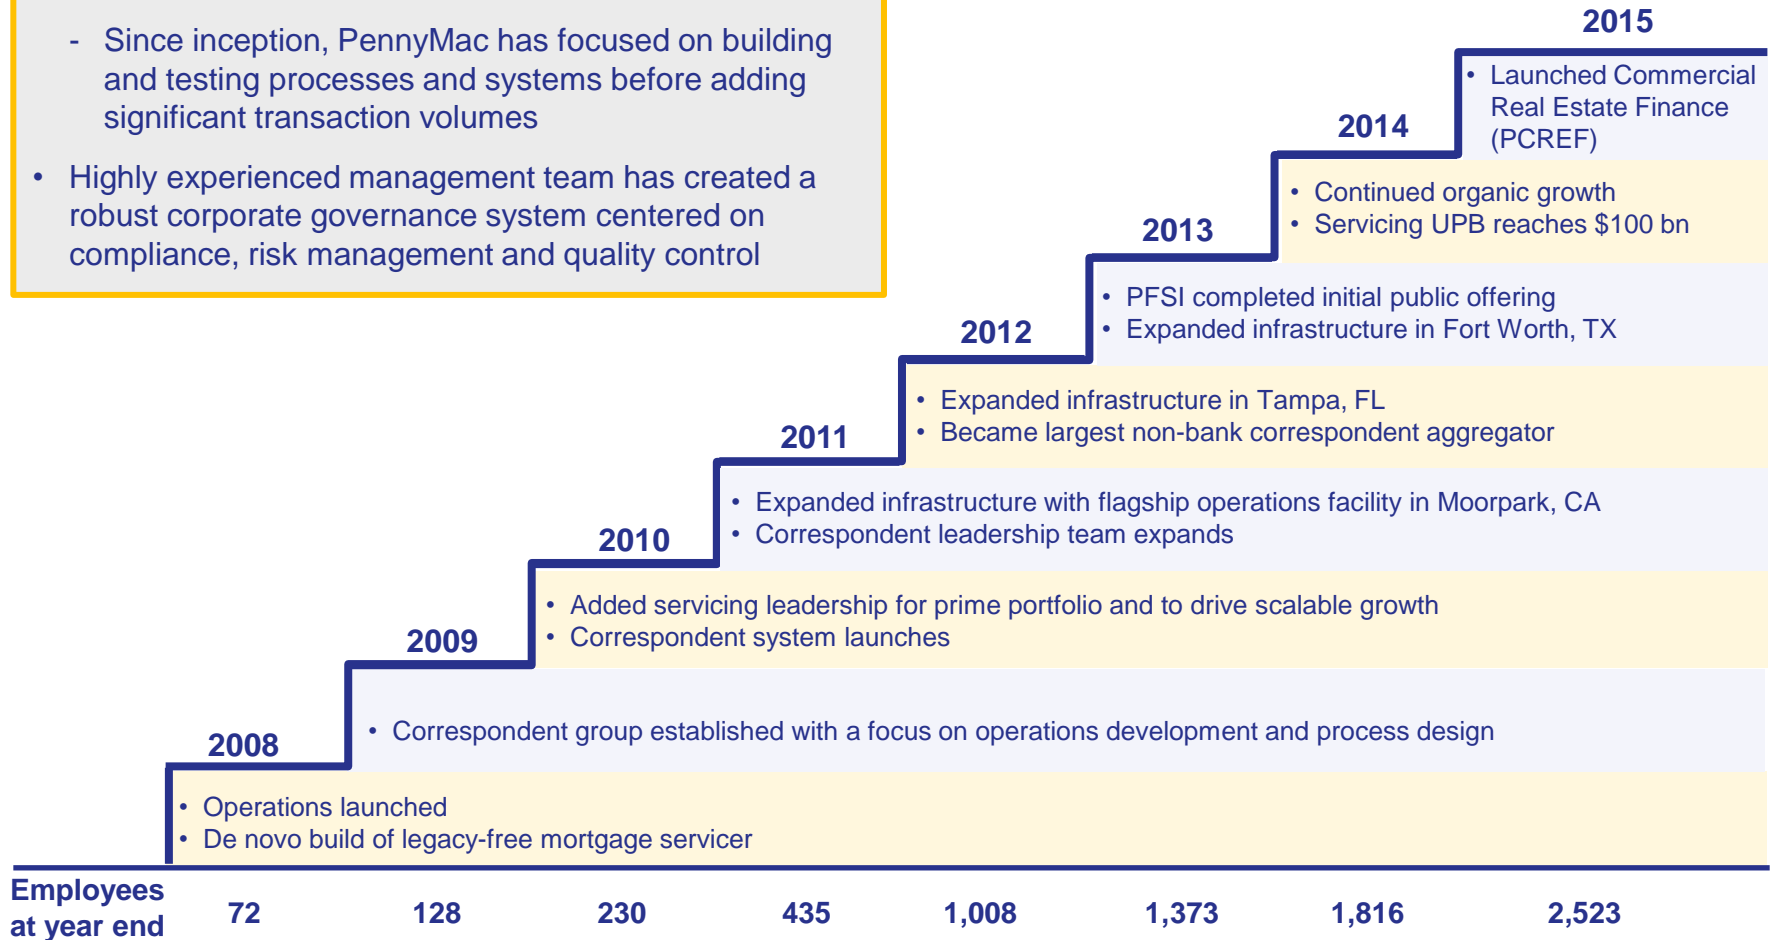 - Since inception, PennyMac has focused on building
and testing processes and systems before adding
significant transaction volumes
• Highly experienced management team has created a
robust corporate governance system centered on
compliance, risk management and quality control
2015
• Launched Commercial
Real Estate Finance
(PCREF)
2014
• Continued organic growth
• Servicing UPB reaches $100 bn
2013
• PFSI completed initial public offering
• Expanded infrastructure in Fort Worth, TX
2012
• Expanded infrastructure in Tampa, FL
• Became largest non-bank correspondent aggregator
2011
• Expanded infrastructure with flagship operations facility in Moorpark, CA
• Correspondent leadership team expands
2010
• Added servicing leadership for prime portfolio and to drive scalable growth
• Correspondent system launches
2009
• Correspondent group established with a focus on operations development and process design
2008
• Operations launched
• De novo build of legacy-free mortgage servicer
Employees
at year end
72 128 230 435 1,008 1,373 1,816 2,523